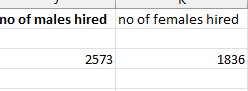 no of males hired no of females hired
2573 1836